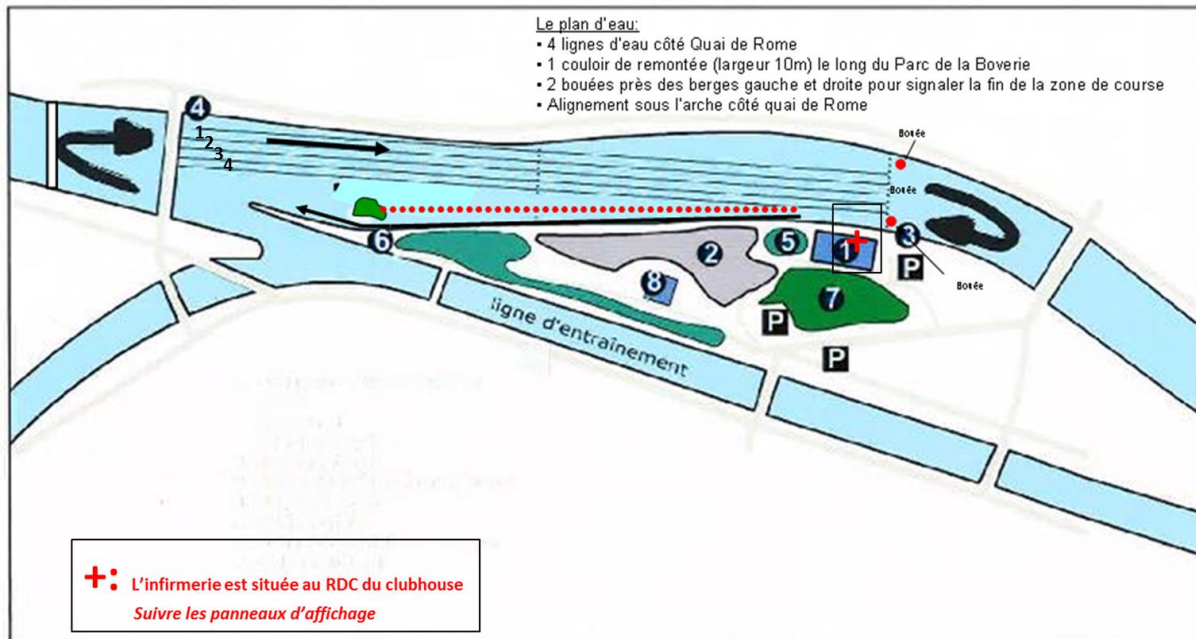 Le plan d'eau:
▪ 4 lignes d'eau côté Quai de Rome
▪ 1 couloir de remontée (largeur 10m) le long du Parc de la Boverie
▪ 2 bouées près des berges gauche et droite pour signaler la fin de la zone de course
▪ Alignement sous l'arche côté quai de Rome
4
1
2
3
4
Bouée
Bouée
3
Bouée
6
2
5
1
P
8
7
P
P
ligne d'entraînement
+: L'infirmerie est située au RDC du clubhouse
Suivre les panneaux d'affichage